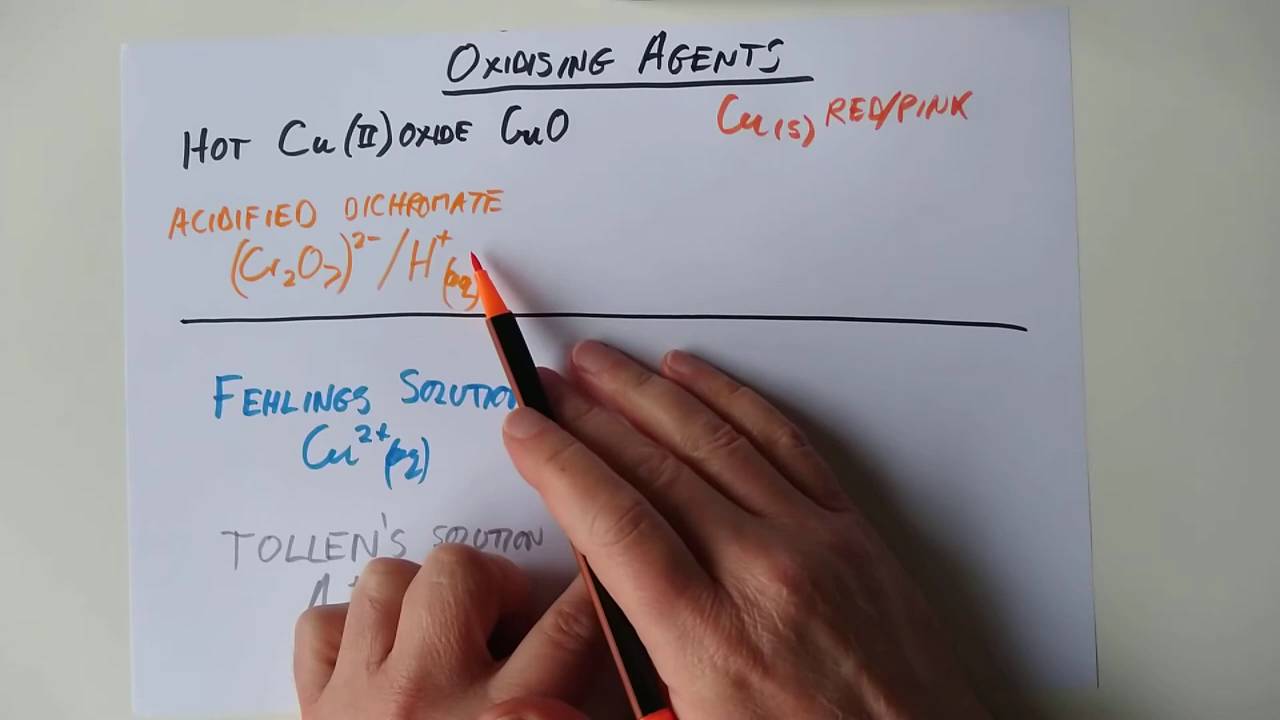 OXIDISING AGENTS
HOT Cu(II) OXIDE CuO
Cu(s) RED/PINK
ACIDIFIED DICHROMATE
(Cr₂O₇)²⁻/H⁺(aq)
FEHLINGS SOLUTION
Cu²⁺(aq)
TOLLEN'S SOLUTION